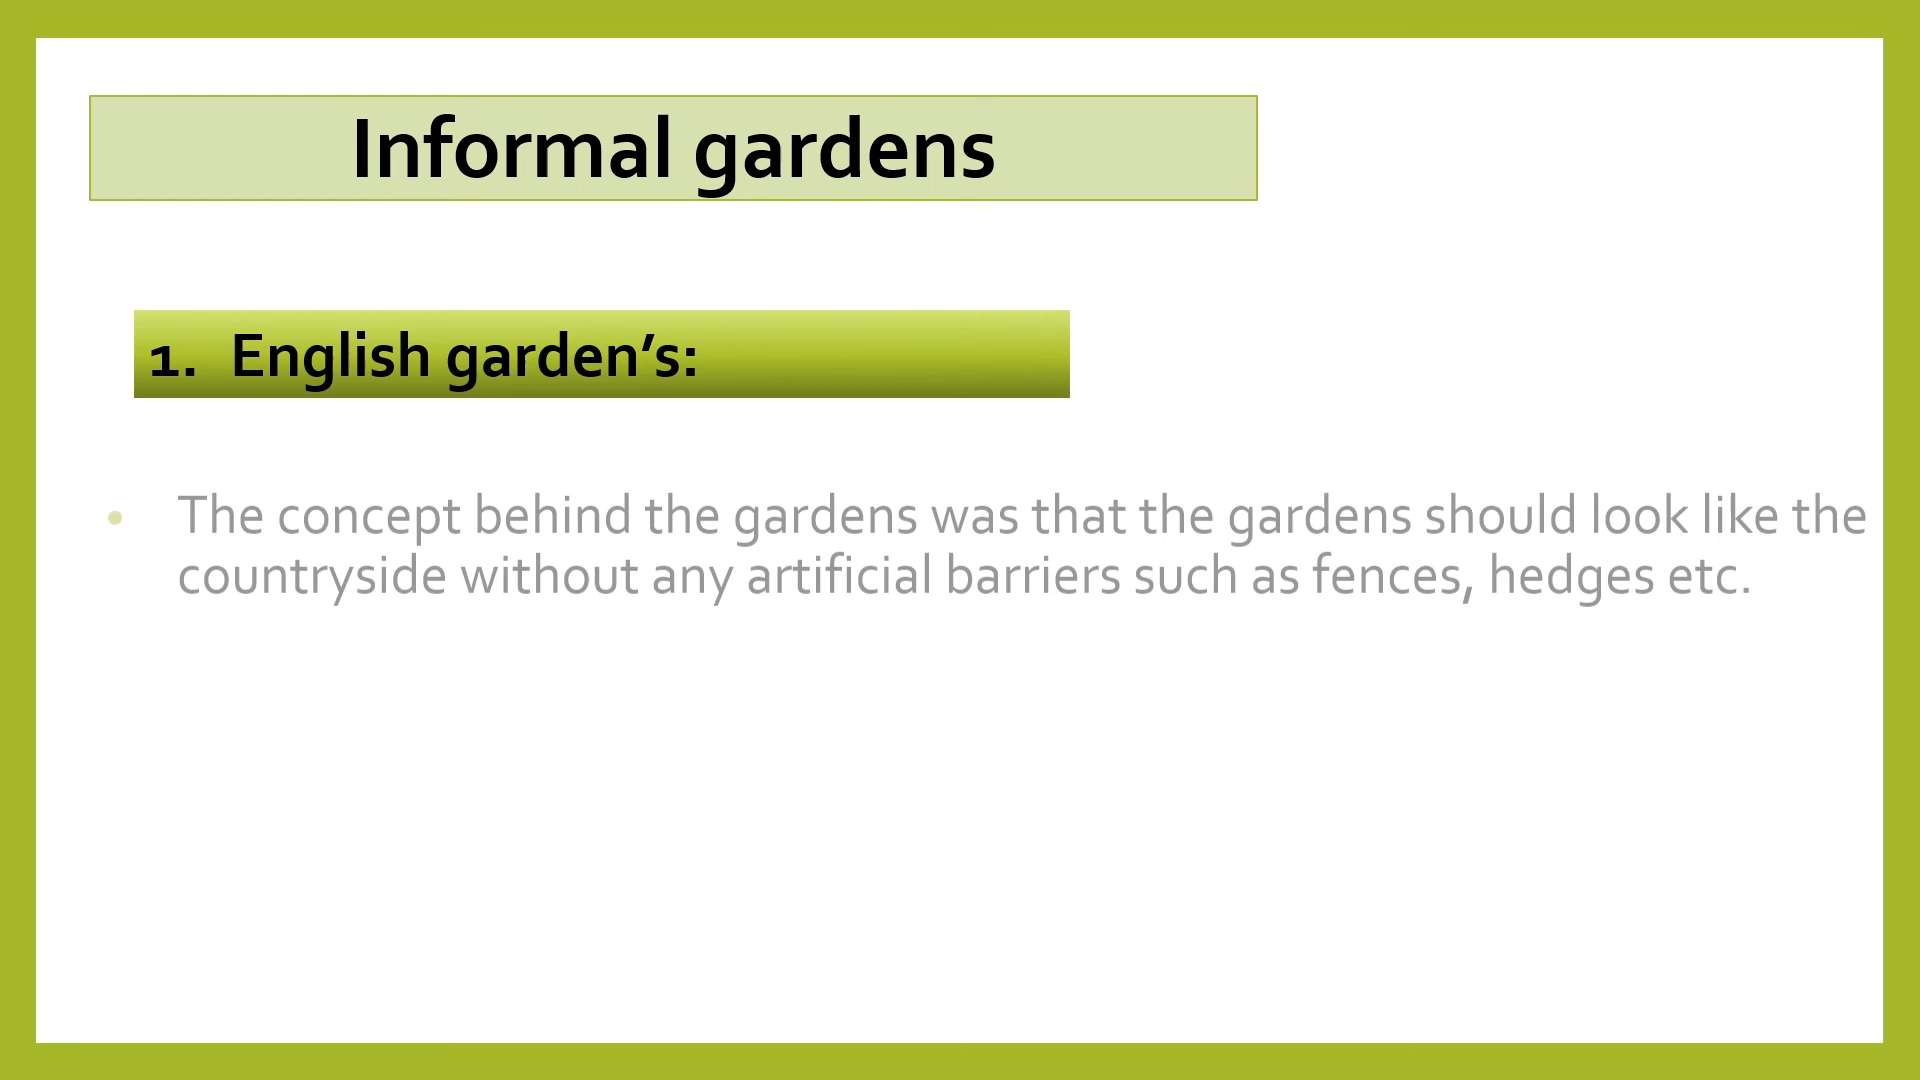 Informal gardens
1. English garden’s:
• The concept behind the gardens was that the gardens should look like the
countryside without any artificial barriers such as fences, hedges etc.